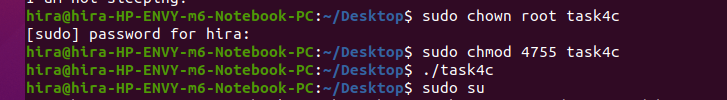 I am not sleeping.
hira@hira-HP-ENVY-m6-Notebook-PC:~/Desktop$ sudo chown root task4c
[sudo] password for hira:
hira@hira-HP-ENVY-m6-Notebook-PC:~/Desktop$ sudo chmod 4755 task4c
hira@hira-HP-ENVY-m6-Notebook-PC:~/Desktop$ ./task4c
hira@hira-HP-ENVY-m6-Notebook-PC:~/Desktop$ sudo su